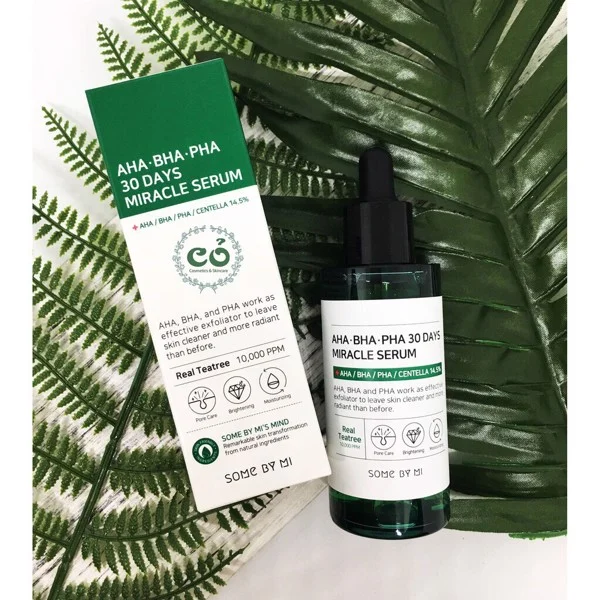 AHA·BHA·PHA
30 DAYS
MIRACLE SERUM
+ AHA / BHA / PHA / CENTELLA 14.5%
CỎ
Cosmetics & Skincare
AHA, BHA, and PHA work as
effective exfoliator to leave
skin cleaner and more radiant
than before.
Real Teatree 10,000 PPM
Pore Care Brightening Moisturizing
SOME BY MI'S MIND
Remarkable skin transformation
from natural ingredients
SOME BY MI
AHA·BHA·PHA 30 DAYS
MIRACLE SERUM
+ AHA / BHA / PHA / CENTELLA 14.5%
AHA, BHA, and PHA work as effective
exfoliator to leave skin cleaner and more
radiant than before.
Real
Teatree
10,000 PPM
Pore Care Brightening
SOME BY MI